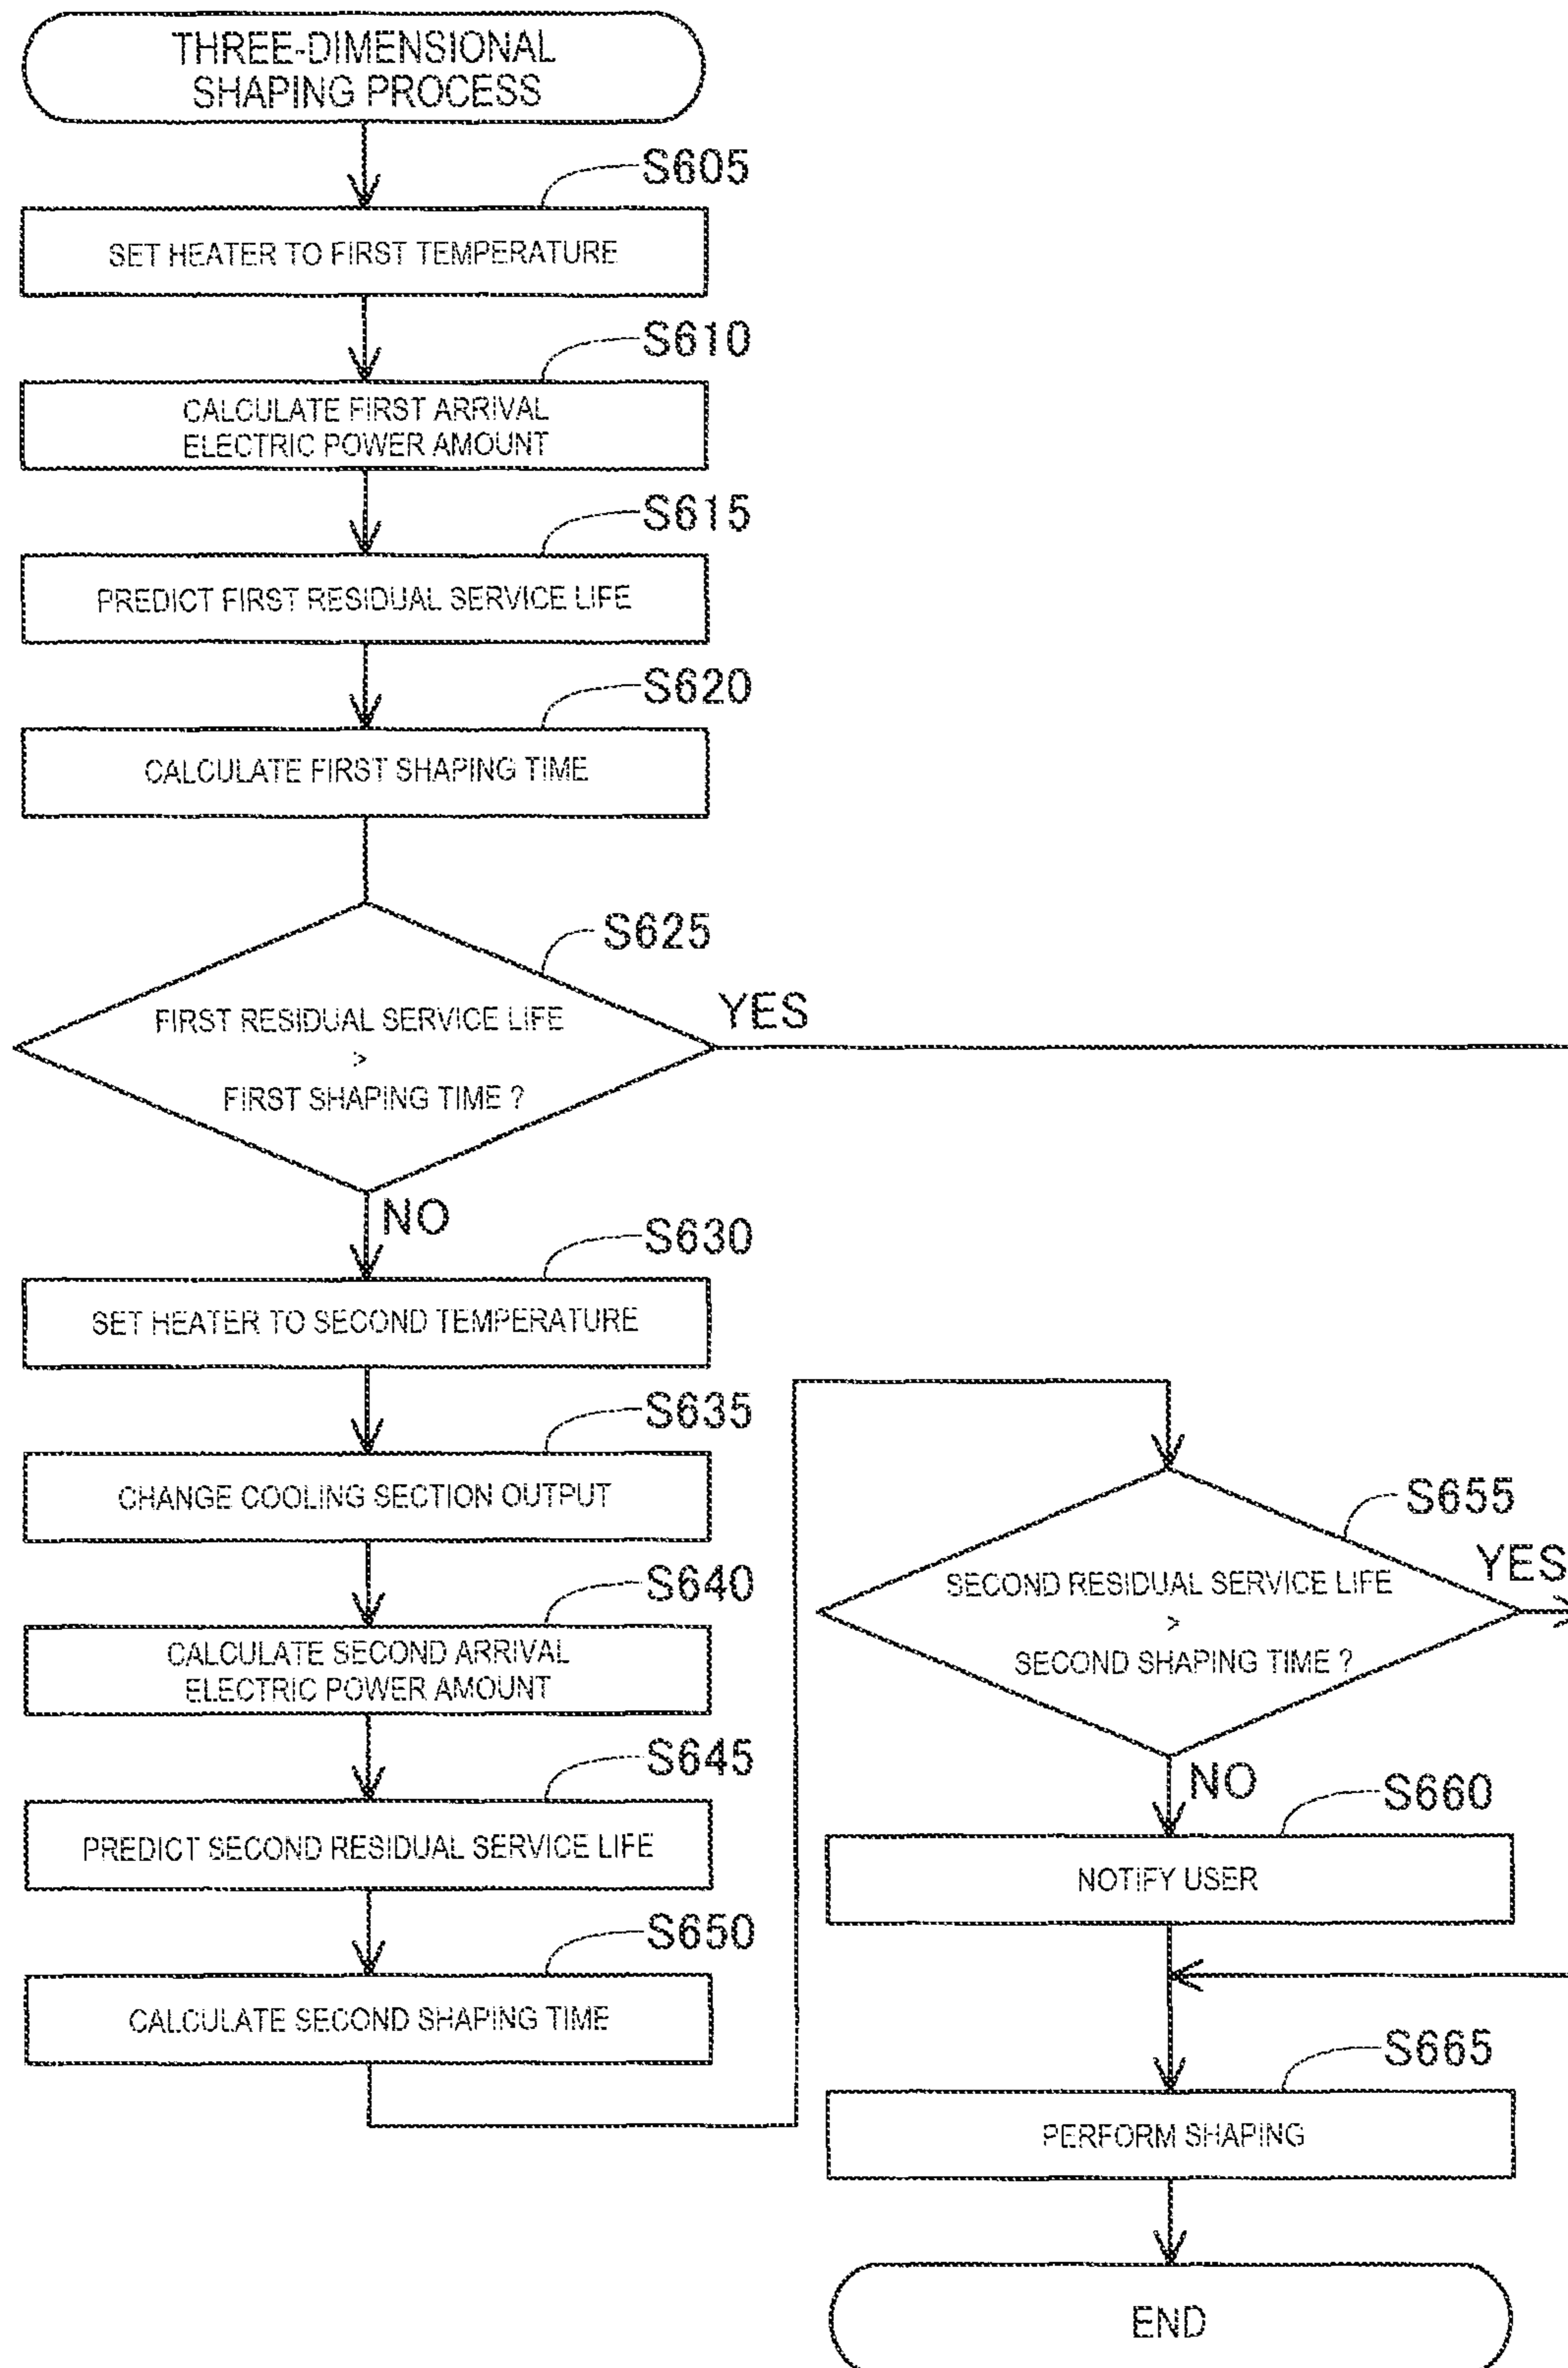 THREE-DIMENSIONAL
SHAPING PROCESS
S605
SET HEATER TO FIRST TEMPERATURE
S610
CALCULATE FIRST ARRIVAL
ELECTRIC POWER AMOUNT
S615
PREDICT FIRST RESIDUAL SERVICE LIFE
S620
CALCULATE FIRST SHAPING TIME
S625
FIRST RESIDUAL SERVICE LIFE
>
FIRST SHAPING TIME ?
YES
NO
S630
SET HEATER TO SECOND TEMPERATURE
S635
CHANGE COOLING SECTION OUTPUT
S640
CALCULATE SECOND ARRIVAL
ELECTRIC POWER AMOUNT
S645
PREDICT SECOND RESIDUAL SERVICE LIFE
S650
CALCULATE SECOND SHAPING TIME
S655
SECOND RESIDUAL SERVICE LIFE
>
SECOND SHAPING TIME ?
YES
NO
S660
NOTIFY USER
S665
PERFORM SHAPING
END